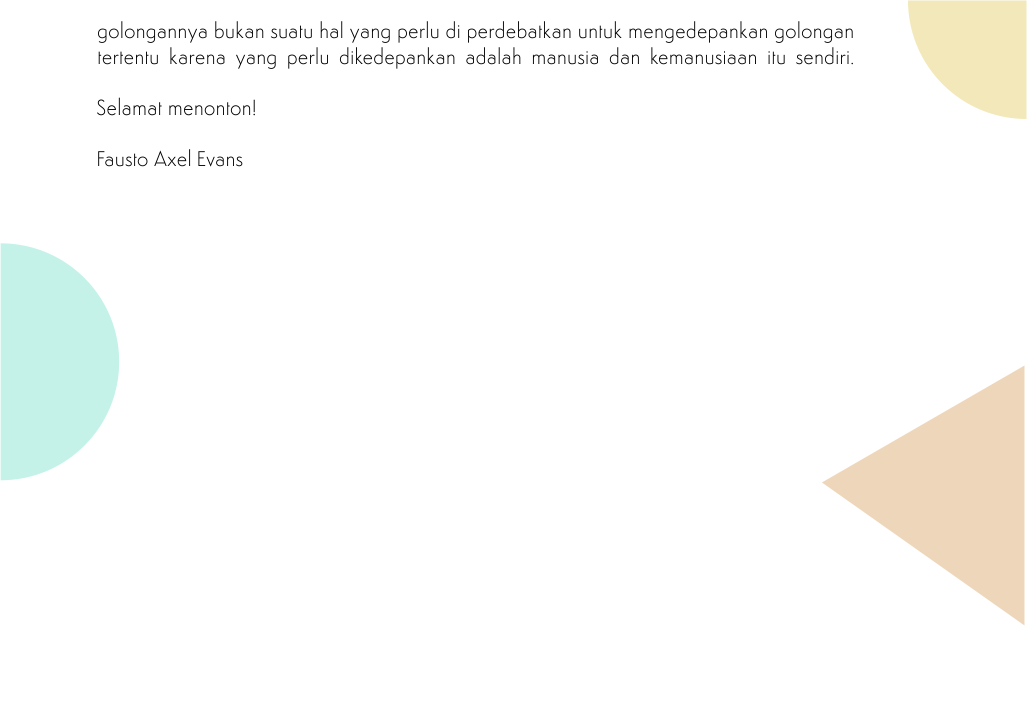 golongannya bukan suatu hal yang perlu di perdebatkan untuk mengedepankan golongan
tertentu karena yang perlu dikedepankan adalah manusia dan kemanusiaan itu sendiri.
Selamat menonton!
Fausto Axel Evans